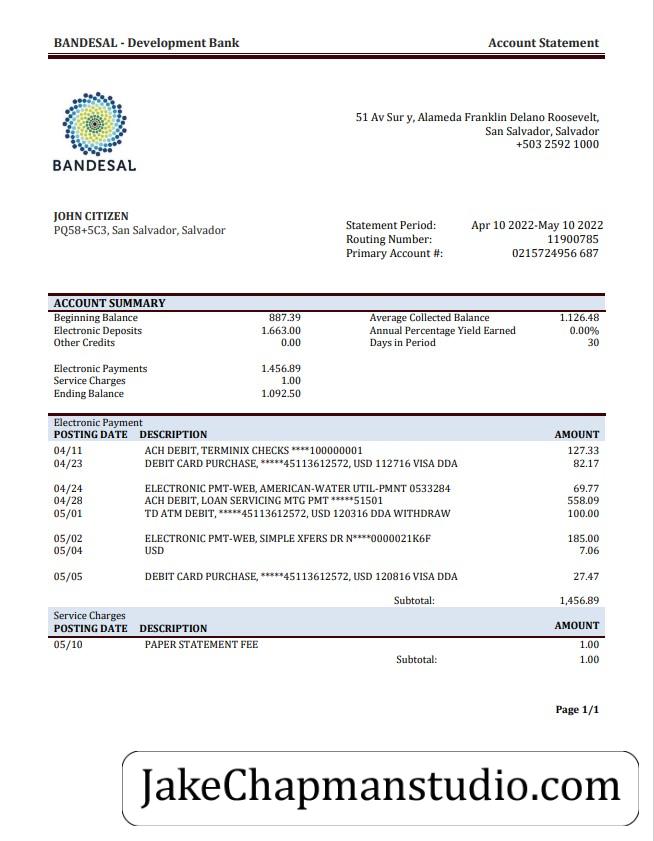 BANDESAL - Development Bank Account Statement
BANDESAL
51 Av Sur y, Alameda Franklin Delano Roosevelt,
San Salvador, Salvador
+503 2592 1000
JOHN CITIZEN
PQ58+5C3, San Salvador, Salvador
Statement Period: Apr 10 2022-May 10 2022
Routing Number: 11900785
Primary Account #: 0215724956 687
ACCOUNT SUMMARY
Beginning Balance 887.39 Average Collected Balance 1.126.48
Electronic Deposits 1.663.00 Annual Percentage Yield Earned 0.00%
Other Credits 0.00 Days in Period 30
Electronic Payments 1.456.89
Service Charges 1.00
Ending Balance 1.092.50
Electronic Payment
POSTING DATE DESCRIPTION AMOUNT
04/11 ACH DEBIT, TERMINIX CHECKS ****100000001 127.33
04/23 DEBIT CARD PURCHASE, *****45113612572, USD 112716 VISA DDA 82.17
04/24 ELECTRONIC PMT-WEB, AMERICAN-WATER UTIL-PMNT 0533284 69.77
04/28 ACH DEBIT, LOAN SERVICING MTG PMT *****51501 558.09
05/01 TD ATM DEBIT, *****45113612572, USD 120316 DDA WITHDRAW 100.00
05/02 ELECTRONIC PMT-WEB, SIMPLE XFERS DR N****0000021K6F 185.00
05/04 USD 7.06
05/05 DEBIT CARD PURCHASE, *****45113612572, USD 120816 VISA DDA 27.47
Subtotal: 1,456.89
Service Charges
POSTING DATE DESCRIPTION AMOUNT
05/10 PAPER STATEMENT FEE 1.00
Subtotal: 1.00
Page 1/1
JakeChapmanstudio.com